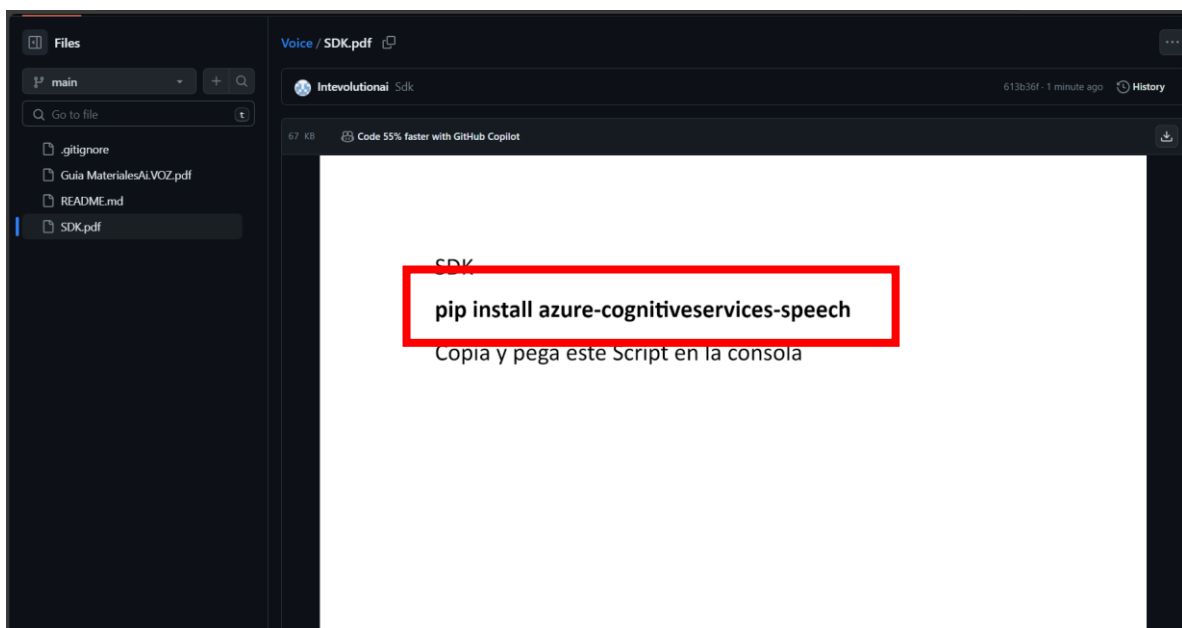 Files
main
Go to file
t
.gitignore
Guia MaterialesAi.VOZ.pdf
README.md
SDK.pdf
Voice / SDK.pdf
Intevolutionai Sdk
613b36f · 1 minute ago
History
67 KB
Code 55% faster with GitHub Copilot
SDK
pip install azure-cognitiveservices-speech
Copia y pega este Script en la consola